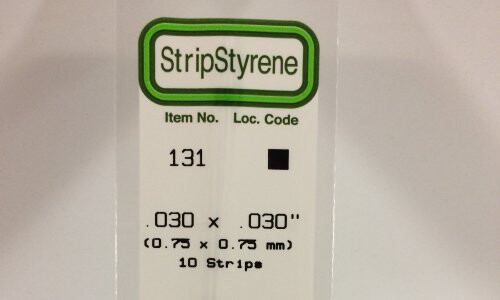 StripStyrene
Item No. Loc. Code
131 ■
.030 x .030"
(0.75 x 0.75 mm)
10 Strips